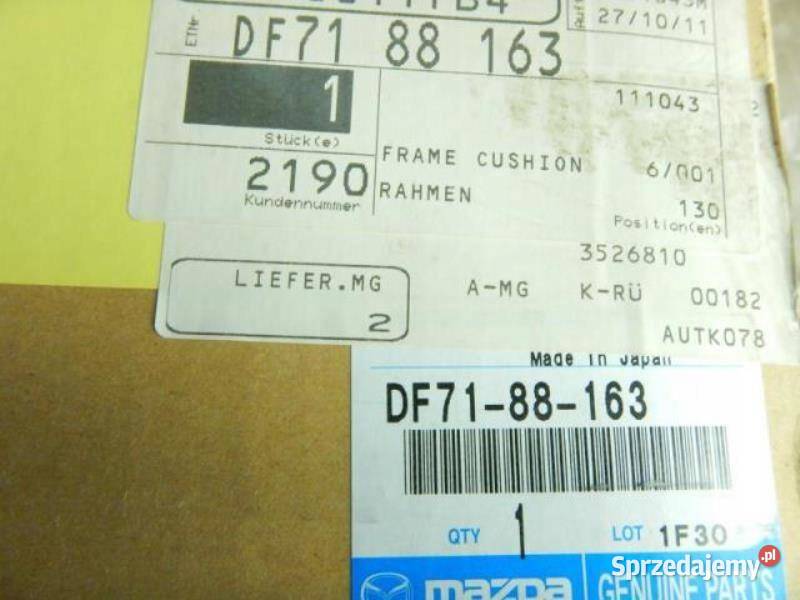 27/10/11
ETNr.
DF71 88 163
1
Stück(e)
111043 2
FRAME CUSHION 6/001
2190 RAHMEN 130
Kundennummer Position(en)
3526810
LIEFER.MG A-MG K-RÜ 00182
2 AUTK078
Made in Japan
DF71-88-163
QTY 1 LOT 1F30
mazda GENUINE PARTS
Sprzedajemy.pl